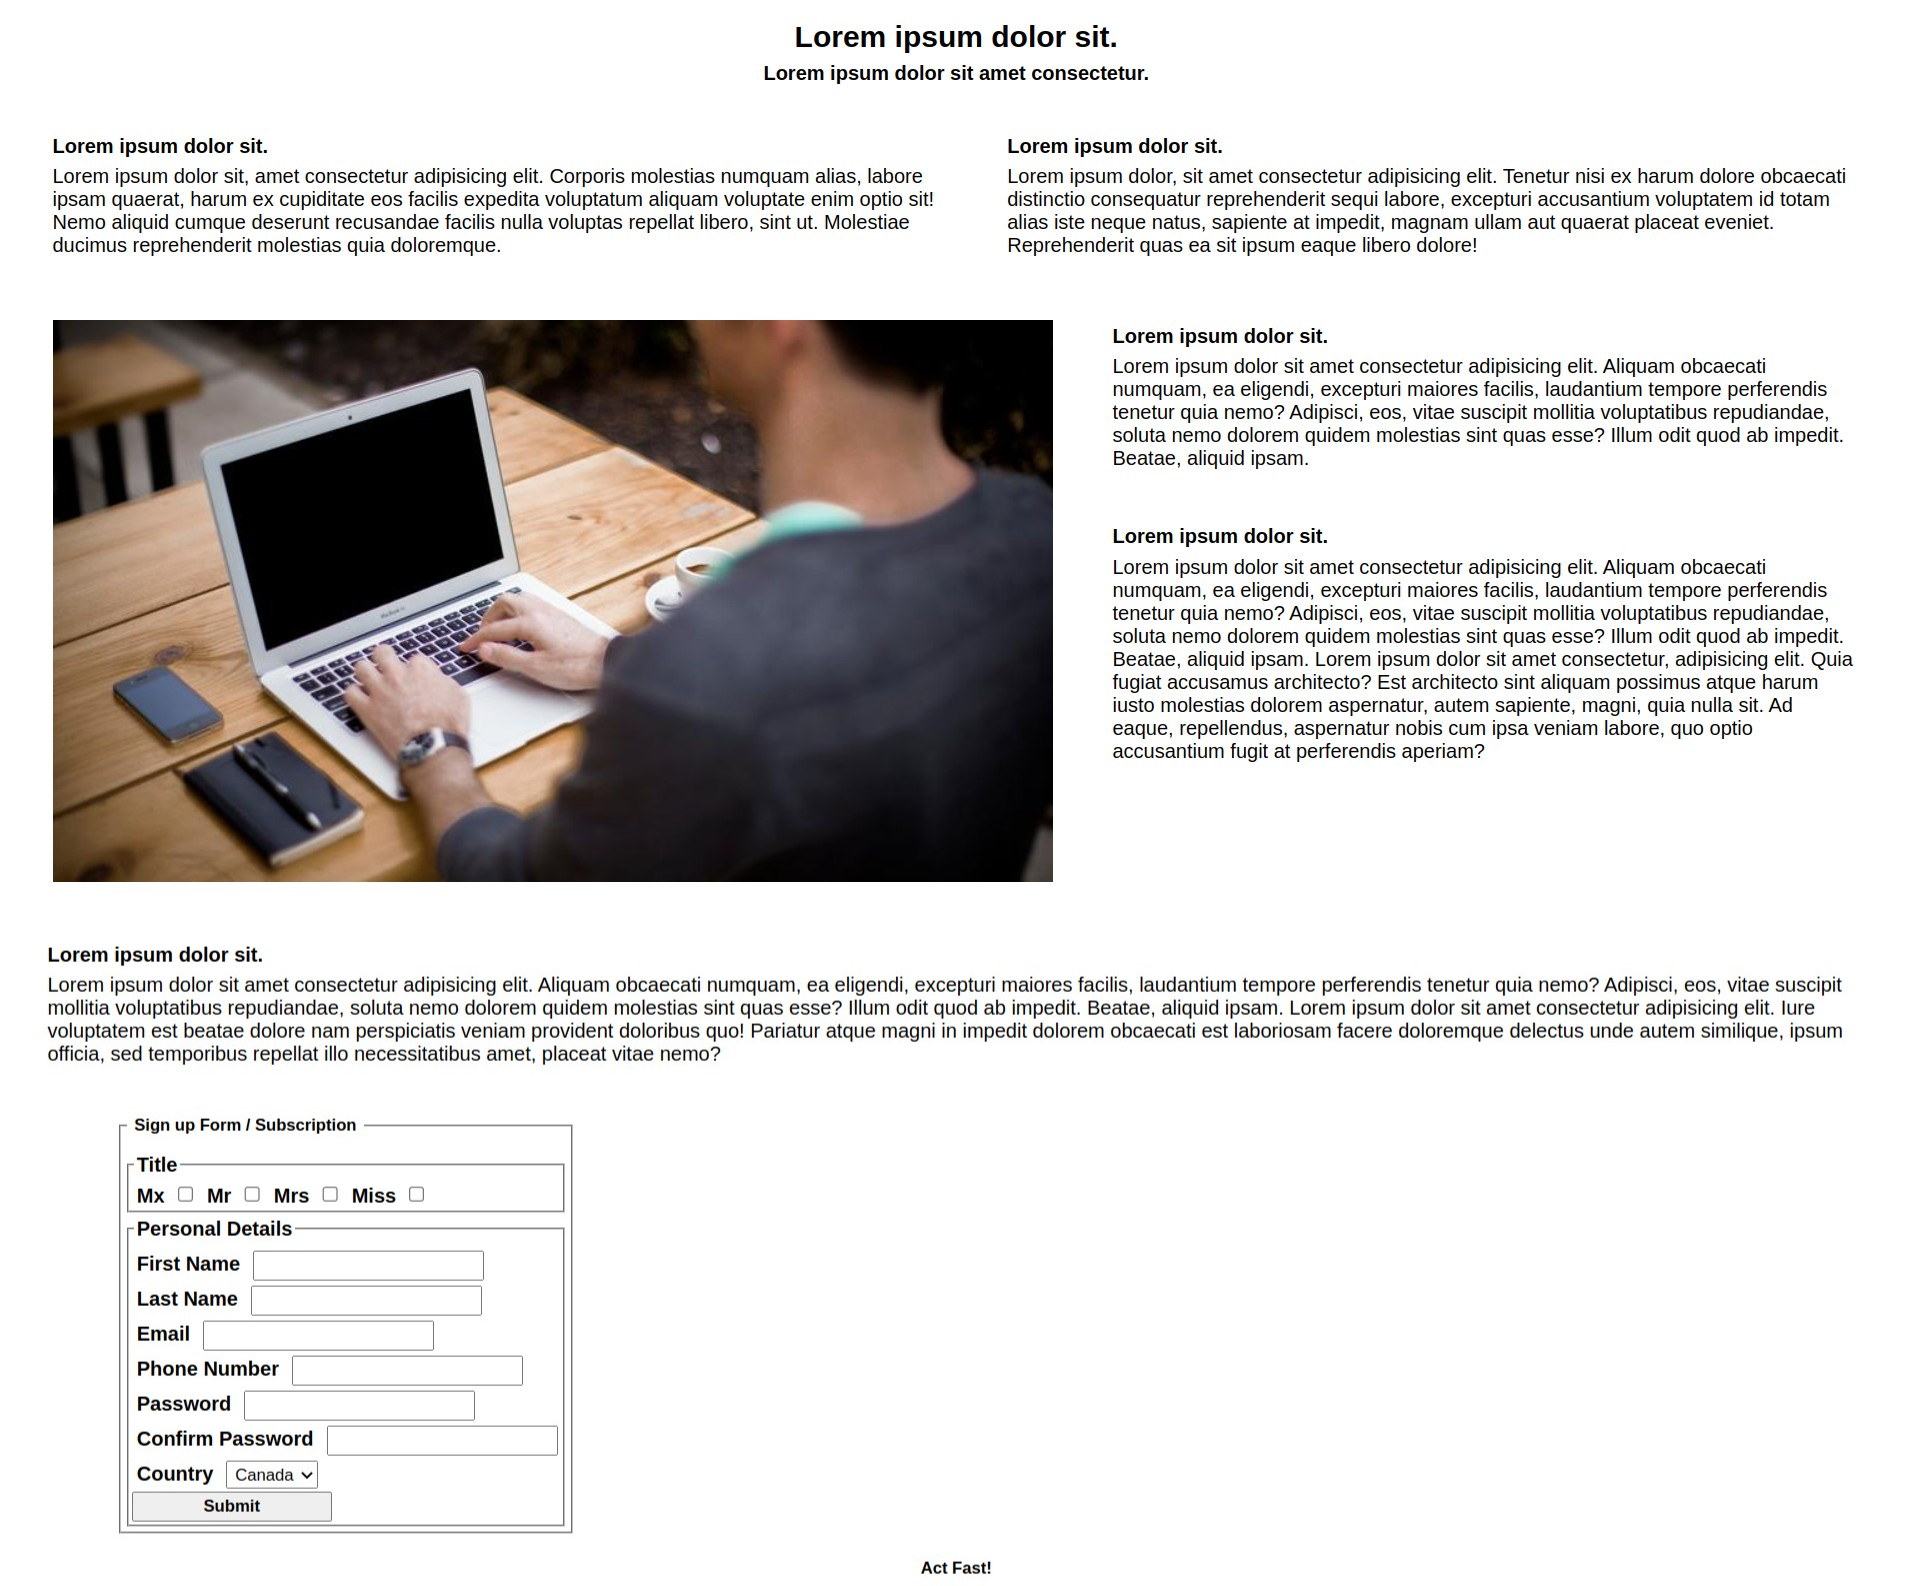 Lorem ipsum dolor sit.
Lorem ipsum dolor sit amet consectetur.
Lorem ipsum dolor sit.
Lorem ipsum dolor sit, amet consectetur adipisicing elit. Corporis molestias numquam alias, labore
ipsam quaerat, harum ex cupiditate eos facilis expedita voluptatum aliquam voluptate enim optio sit!
Nemo aliquid cumque deserunt recusandae facilis nulla voluptas repellat libero, sint ut. Molestiae
ducimus reprehenderit molestias quia doloremque.
Lorem ipsum dolor sit.
Lorem ipsum dolor, sit amet consectetur adipisicing elit. Tenetur nisi ex harum dolore obcaecati
distinctio consequatur reprehenderit sequi labore, excepturi accusantium voluptatem id totam
alias iste neque natus, sapiente at impedit, magnam ullam aut quaerat placeat eveniet.
Reprehenderit quas ea sit ipsum eaque libero dolore!
Lorem ipsum dolor sit.
Lorem ipsum dolor sit amet consectetur adipisicing elit. Aliquam obcaecati
numquam, ea eligendi, excepturi maiores facilis, laudantium tempore perferendis
tenetur quia nemo? Adipisci, eos, vitae suscipit mollitia voluptatibus repudiandae,
soluta nemo dolorem quidem molestias sint quas esse? Illum odit quod ab impedit.
Beatae, aliquid ipsam.
Lorem ipsum dolor sit.
Lorem ipsum dolor sit amet consectetur adipisicing elit. Aliquam obcaecati
numquam, ea eligendi, excepturi maiores facilis, laudantium tempore perferendis
tenetur quia nemo? Adipisci, eos, vitae suscipit mollitia voluptatibus repudiandae,
soluta nemo dolorem quidem molestias sint quas esse? Illum odit quod ab impedit.
Beatae, aliquid ipsam. Lorem ipsum dolor sit amet consectetur, adipisicing elit. Quia
fugiat accusamus architecto? Est architecto sint aliquam possimus atque harum
iusto molestias dolorem aspernatur, autem sapiente, magni, quia nulla sit. Ad
eaque, repellendus, aspernatur nobis cum ipsa veniam labore, quo optio
accusantium fugit at perferendis aperiam?
Lorem ipsum dolor sit.
Lorem ipsum dolor sit amet consectetur adipisicing elit. Aliquam obcaecati numquam, ea eligendi, excepturi maiores facilis, laudantium tempore perferendis tenetur quia nemo? Adipisci, eos, vitae suscipit
mollitia voluptatibus repudiandae, soluta nemo dolorem quidem molestias sint quas esse? Illum odit quod ab impedit. Beatae, aliquid ipsam. Lorem ipsum dolor sit amet consectetur adipisicing elit. Iure
voluptatem est beatae dolore nam perspiciatis veniam provident doloribus quo! Pariatur atque magni in impedit dolorem obcaecati est laboriosam facere doloremque delectus unde autem similique, ipsum
officia, sed temporibus repellat illo necessitatibus amet, placeat vitae nemo?
Sign up Form / Subscription
Title
Mx Mr Mrs Miss
Personal Details
First Name
Last Name
Email
Phone Number
Password
Confirm Password
Country Canada
Submit
Act Fast!